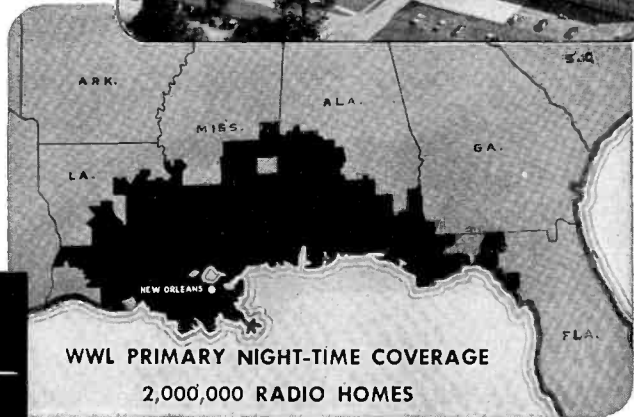 ARK.
MISS.
ALA.
GA.
LA.
NEW ORLEANS
FLA.
WWL PRIMARY NIGHT-TIME COVERAGE
2,000,000 RADIO HOMES